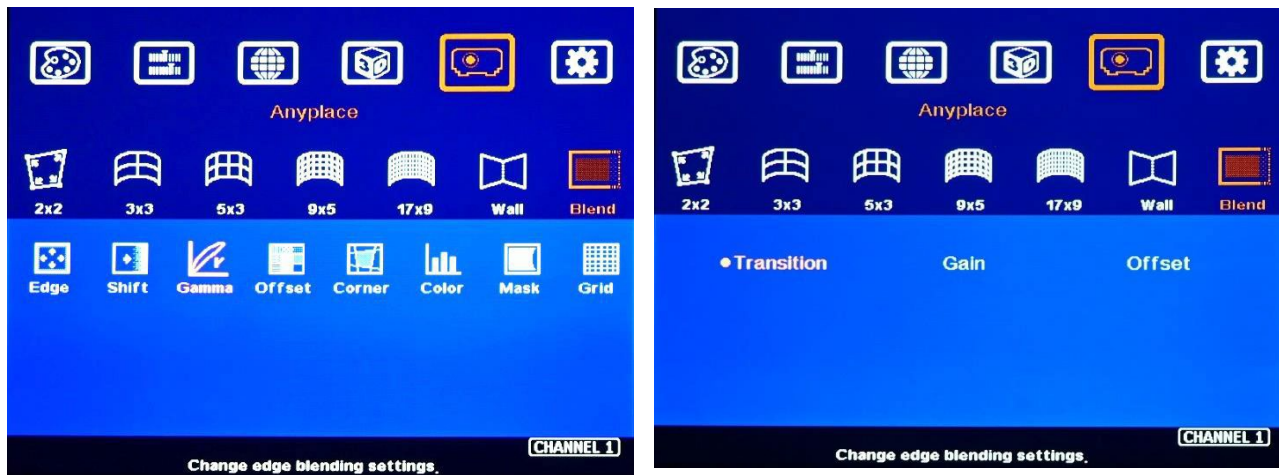 3D
Anyplace
2x2 3x3 5x3 9x5 17x9 Wall Blend
Edge Shift Gamma Offset Corner Color Mask Grid
CHANNEL 1
Change edge blending settings.
3D
Anyplace
2x2 3x3 5x3 9x5 17x9 Wall Blend
Transition Gain Offset
CHANNEL 1
Change edge blending settings.